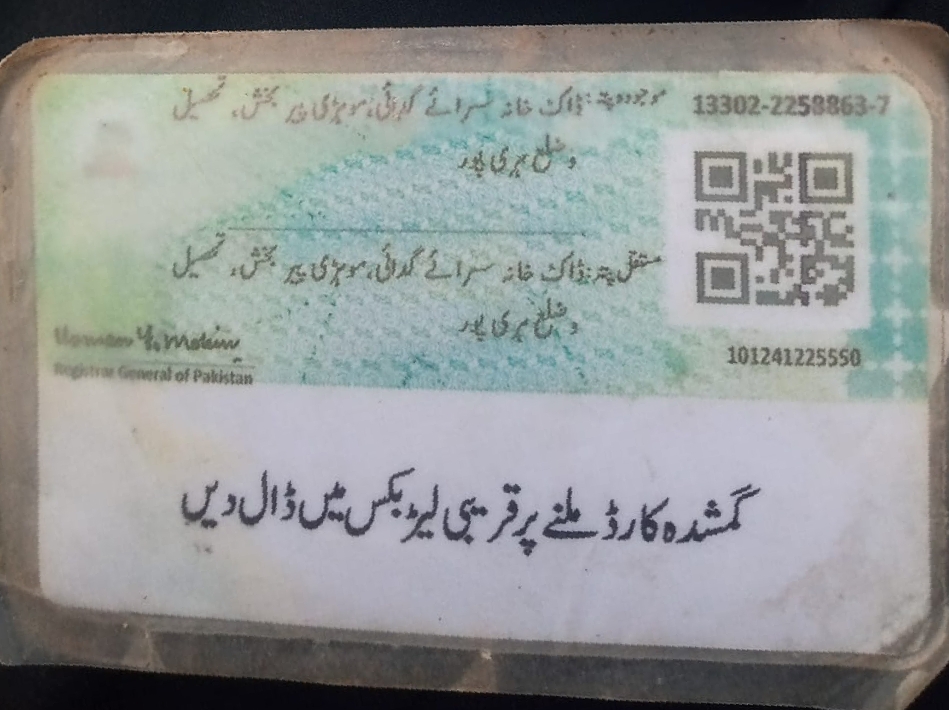 موجودہ پتہ: ڈاک خانہ سرائے گدائی، موہڑی پیر بخش، تحصیل
و ضلع ہری پور
13302-2258863-7
مستقل پتہ: ڈاک خانہ سرائے گدائی، موہڑی پیر بخش، تحصیل
و ضلع ہری پور
101241225550
Registrar General of Pakistan
گمشدہ کارڈ ملنے پر قریبی لیٹر بکس میں ڈال دیں